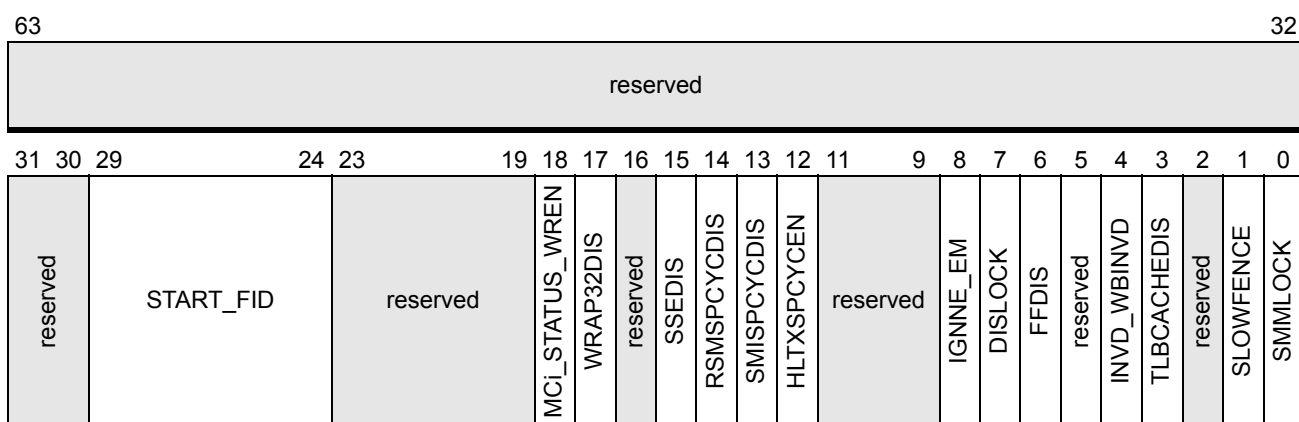 63 32
reserved
31 30 29 24 23 19 18 17 16 15 14 13 12 11 9 8 7 6 5 4 3 2 1 0
reserved
START_FID
reserved
MCi_STATUS_WREN
WRAP32DIS
reserved
SSEDIS
RSMSPCYCDIS
SMISPCYCDIS
HLTXSPCYCEN
reserved
IGNNE_EM
DISLOCK
FFDIS
reserved
INVD_WBINVD
TLBCACHEDIS
reserved
SLOWFENCE
SMMLOCK